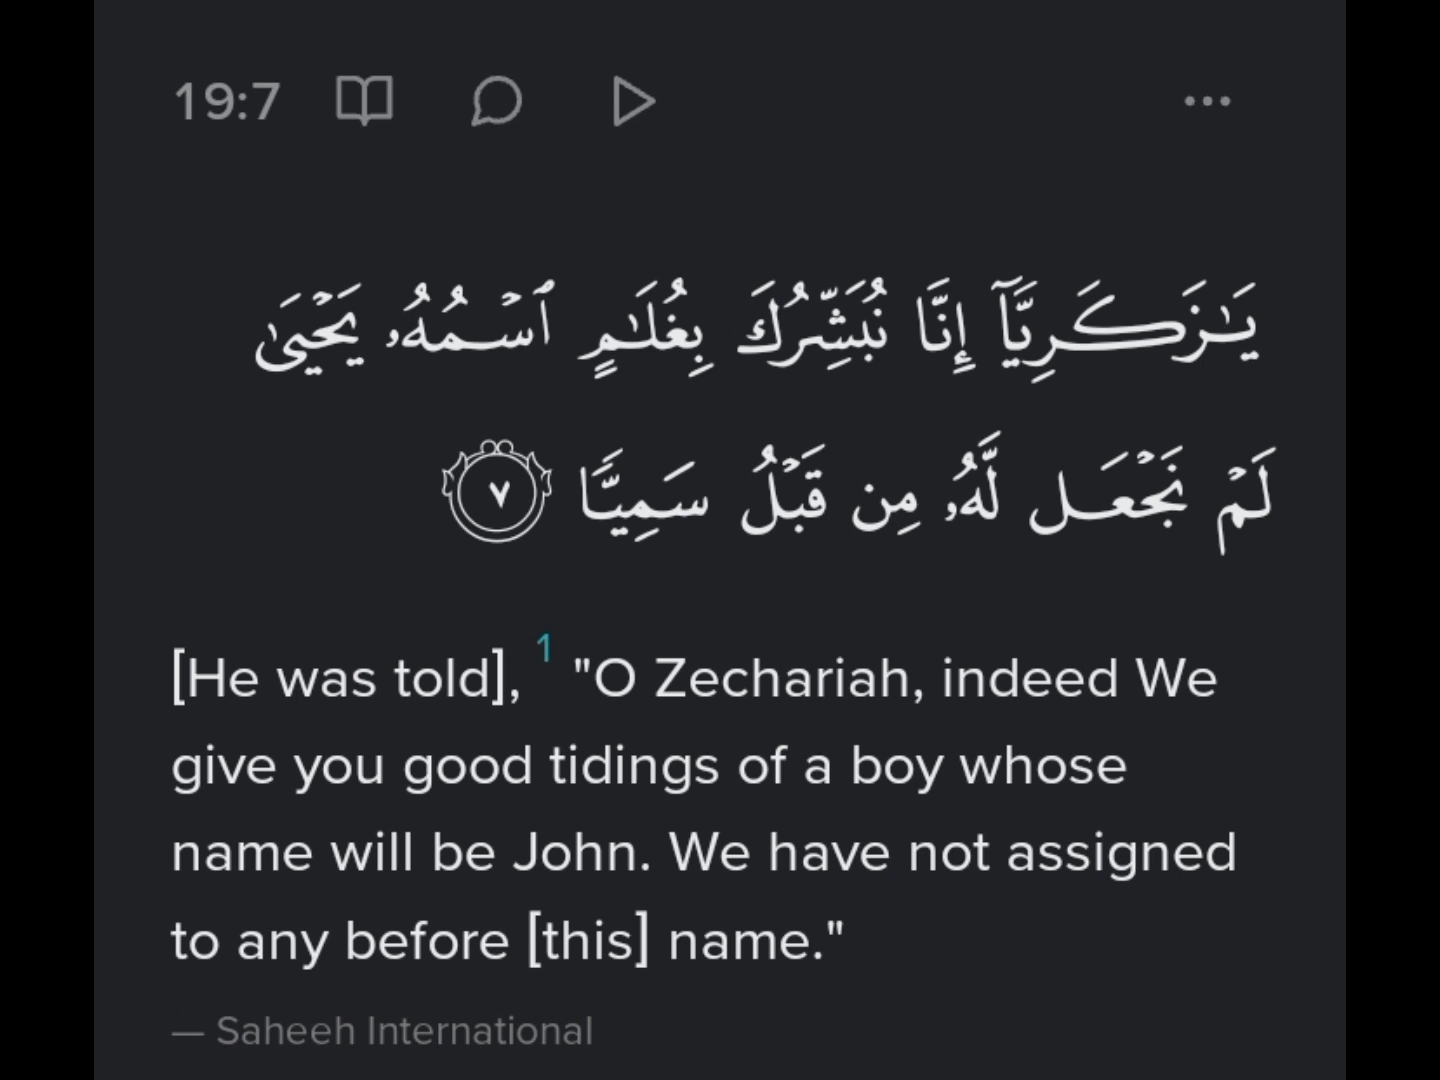 19:7
يَـٰزَكَرِيَّآ إِنَّا نُبَشِّرُكَ بِغُلَـٰمٍ ٱسْمُهُۥ يَحْيَىٰ
لَمْ نَجْعَل لَّهُۥ مِن قَبْلُ سَمِيًّا ٧
[He was told], 1 "O Zechariah, indeed We
give you good tidings of a boy whose
name will be John. We have not assigned
to any before [this] name."
— Saheeh International